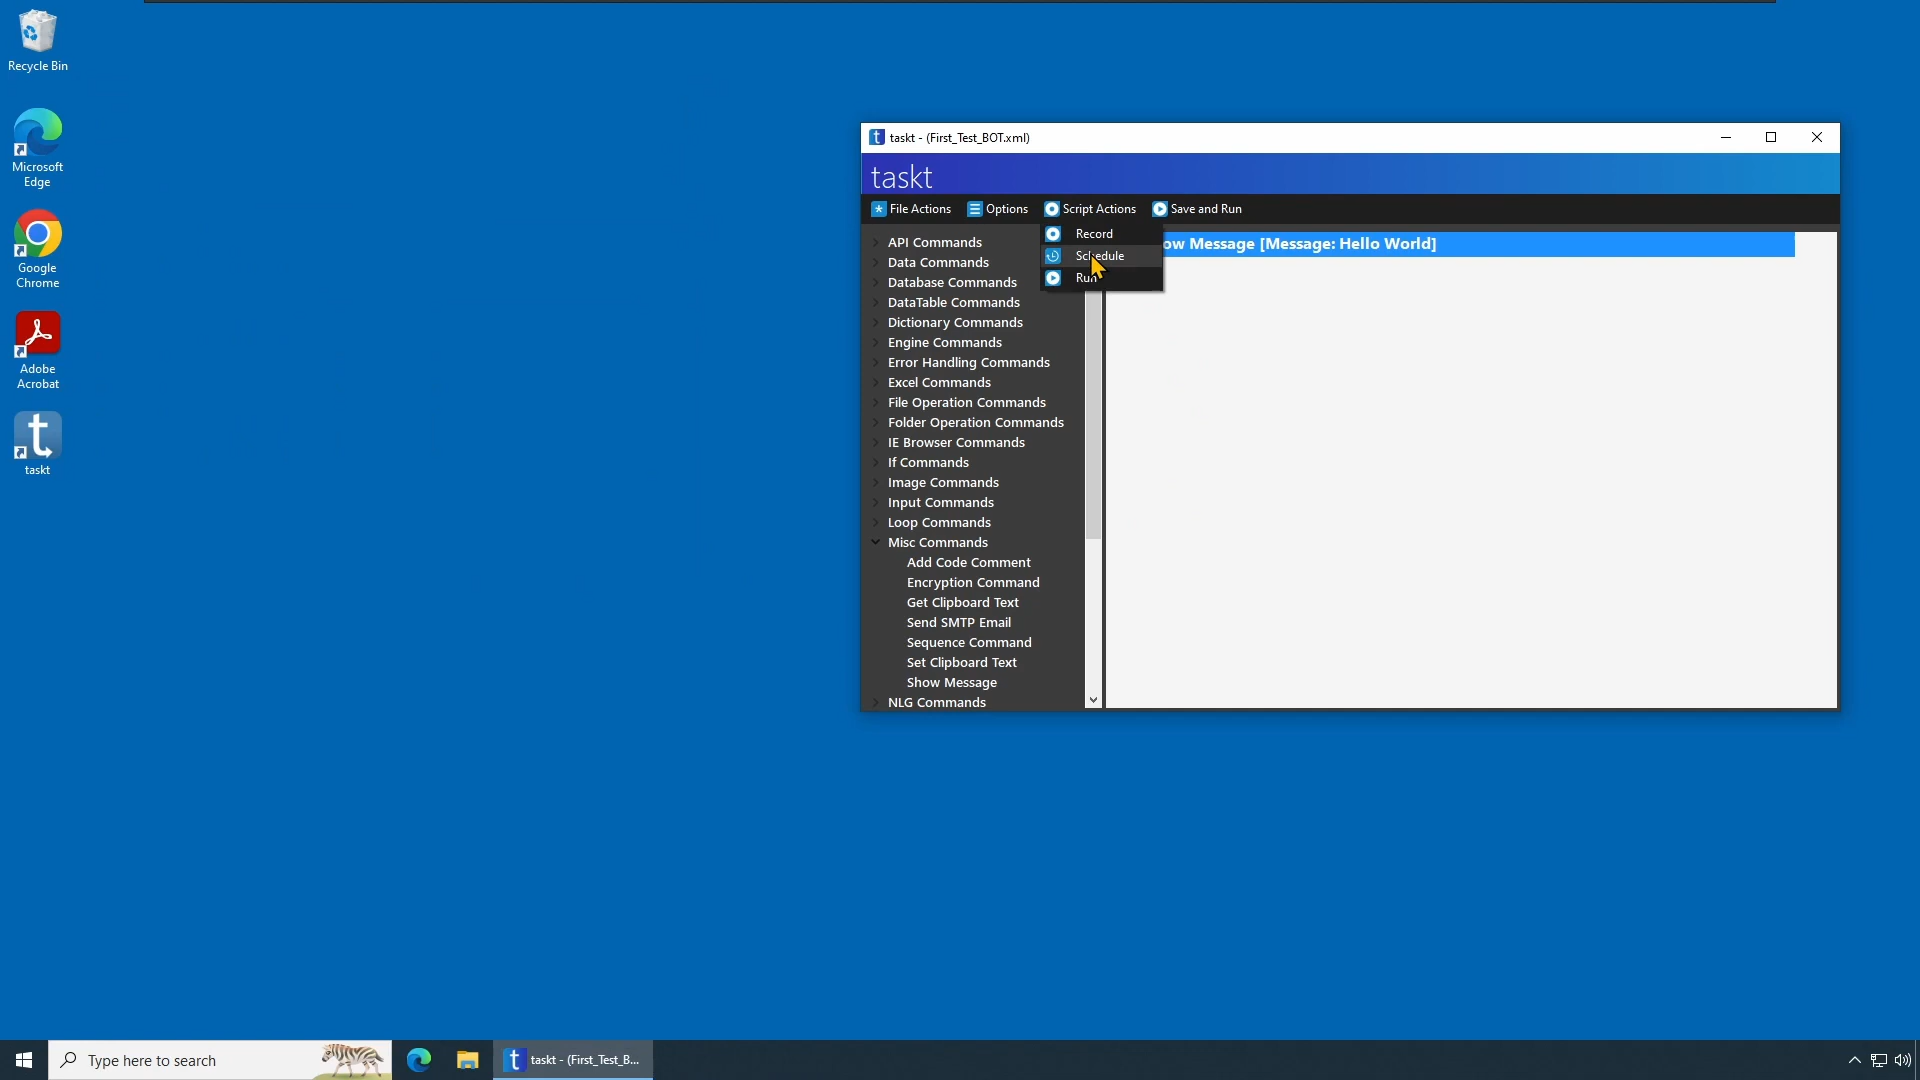 Recycle Bin
Microsoft
Edge
Google
Chrome
Adobe
Acrobat
taskt
taskt - (First_Test_BOT.xml)
taskt
File Actions
Options
Script Actions
Save and Run
Record
Schedule
Run
ow Message [Message: Hello World]
API Commands
Data Commands
Database Commands
DataTable Commands
Dictionary Commands
Engine Commands
Error Handling Commands
Excel Commands
File Operation Commands
Folder Operation Commands
IE Browser Commands
If Commands
Image Commands
Input Commands
Loop Commands
Misc Commands
Add Code Comment
Encryption Command
Get Clipboard Text
Send SMTP Email
Sequence Command
Set Clipboard Text
Show Message
NLG Commands
Type here to search
taskt - (First_Test_B...